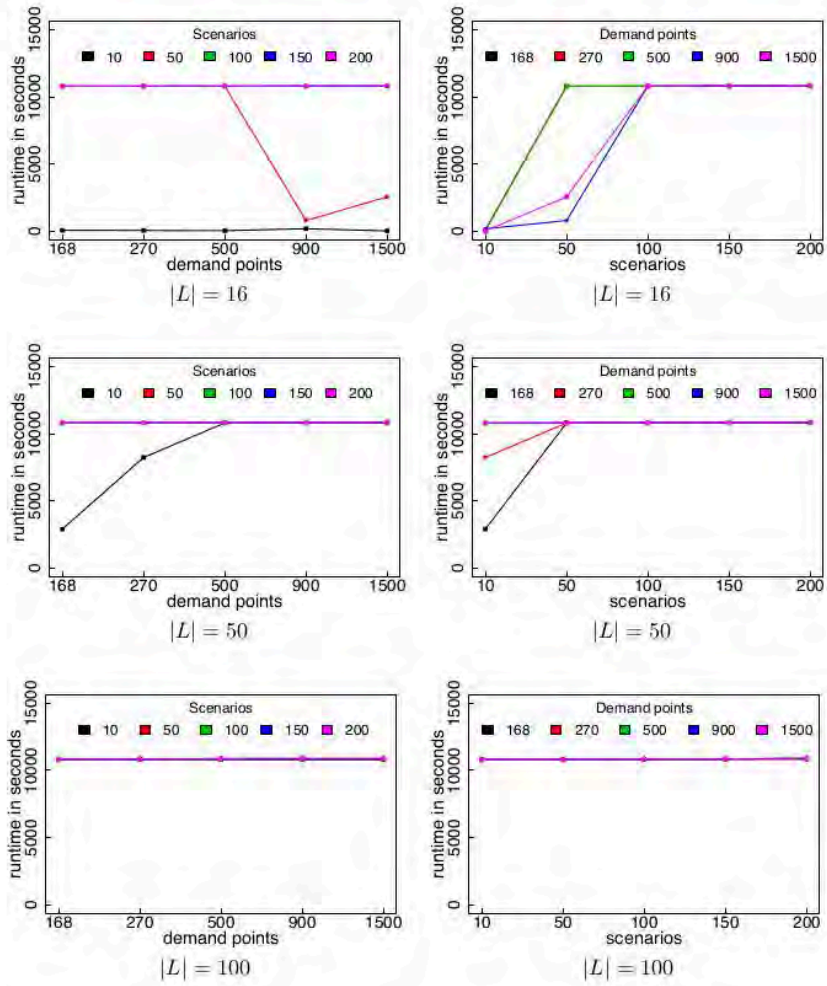 Scenarios
10 50 100 150 200
runtime in seconds
0 5000 10000 15000
168 270 500 900 1500
demand points
|L| = 16
Demand points
168 270 500 900 1500
runtime in seconds
0 5000 10000 15000
10 50 100 150 200
scenarios
|L| = 16
Scenarios
10 50 100 150 200
runtime in seconds
0 5000 10000 15000
168 270 500 900 1500
demand points
|L| = 50
Demand points
168 270 500 900 1500
runtime in seconds
0 5000 10000 15000
10 50 100 150 200
scenarios
|L| = 50
Scenarios
10 50 100 150 200
runtime in seconds
0 5000 10000 15000
168 270 500 900 1500
demand points
|L| = 100
Demand points
168 270 500 900 1500
runtime in seconds
0 5000 10000 15000
10 50 100 150 200
scenarios
|L| = 100